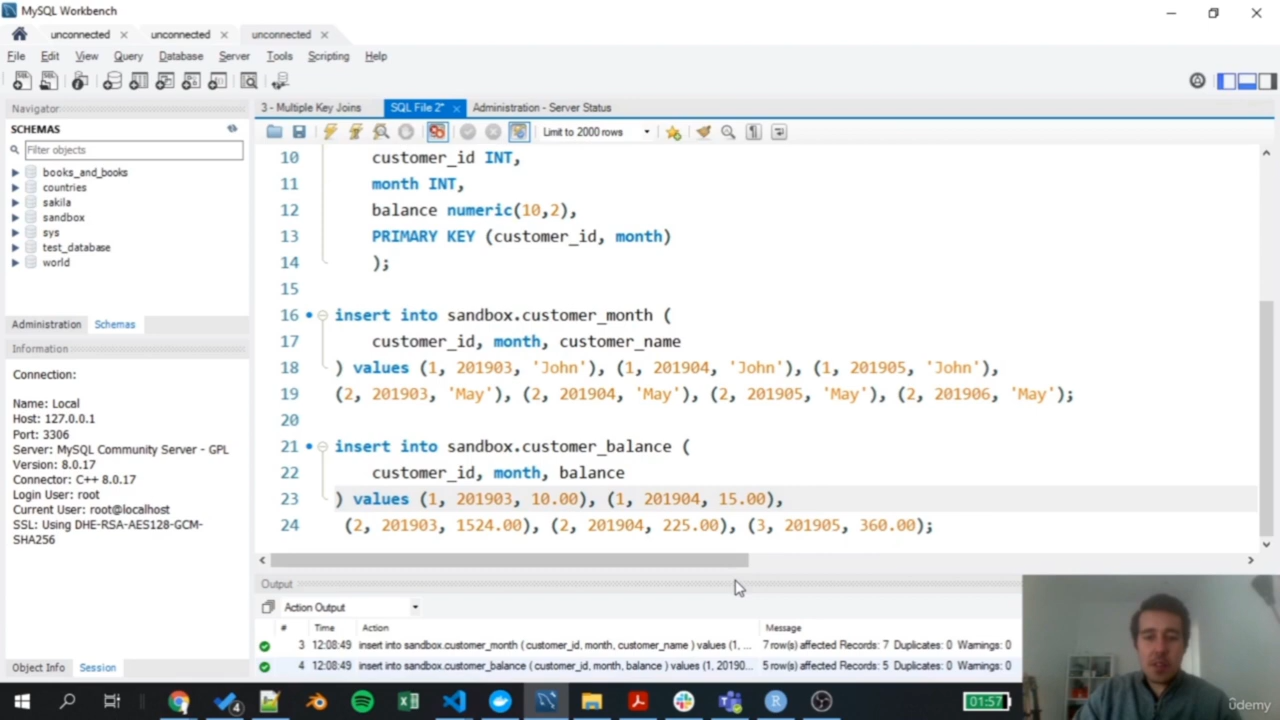 MySQL Workbench
unconnected × unconnected × unconnected ×
File Edit View Query Database Server Tools Scripting Help
Navigator
SCHEMAS
Filter objects
books_and_books
countries
sakila
sandbox
sys
test_database
world
Administration Schemas
Information
Connection:
Name: Local
Host: 127.0.0.1
Port: 3306
Server: MySQL Community Server - GPL
Version: 8.0.17
Connector: C++ 8.0.17
Login User: root
Current User: root@localhost
SSL: Using DHE-RSA-AES128-GCM-
SHA256
Object Info Session
3 - Multiple Key Joins SQL File 2* × Administration - Server Status
Limit to 2000 rows
10 customer_id INT,
11 month INT,
12 balance numeric(10,2),
13 PRIMARY KEY (customer_id, month)
14 );
15
16 insert into sandbox.customer_month (
17 customer_id, month, customer_name
18 ) values (1, 201903, 'John'), (1, 201904, 'John'), (1, 201905, 'John'),
19 (2, 201903, 'May'), (2, 201904, 'May'), (2, 201905, 'May'), (2, 201906, 'May');
20
21 insert into sandbox.customer_balance (
22 customer_id, month, balance
23 ) values (1, 201903, 10.00), (1, 201904, 15.00),
24 (2, 201903, 1524.00), (2, 201904, 225.00), (3, 201905, 360.00);
Output
Action Output
# Time Action Message
3 12:08:49 insert into sandbox.customer_month ( customer_id, month, customer_name ) values (1, ... 7 row(s) affected Records: 7 Duplicates: 0 Warnings: 0
4 12:08:49 insert into sandbox.customer_balance ( customer_id, month, balance ) values (1, 20190... 5 row(s) affected Records: 5 Duplicates: 0 Warnings: 0
4
01:57
ûdemy